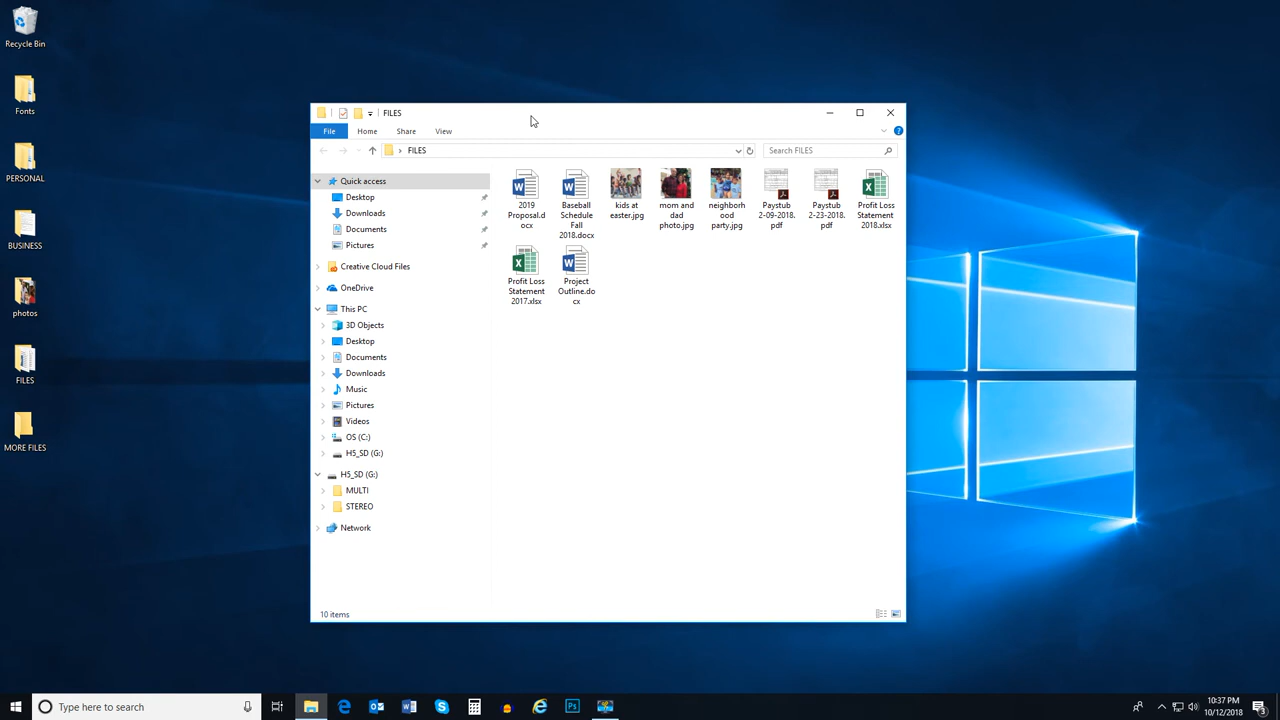 Recycle Bin
Fonts
PERSONAL
BUSINESS
photos
FILES
MORE FILES
FILES
File Home Share View
FILES
Search FILES
Quick access
Desktop
Downloads
Documents
Pictures
Creative Cloud Files
OneDrive
This PC
3D Objects
Desktop
Documents
Downloads
Music
Pictures
Videos
OS (C:)
H5_SD (G:)
H5_SD (G:)
MULTI
STEREO
Network
2019
Proposal.d
ocx
Baseball
Schedule
Fall
2018.docx
kids at
easter.jpg
mom and
dad
photo.jpg
neighborh
ood
party.jpg
Paystub
2-09-2018.
pdf
Paystub
2-23-2018.
pdf
Profit Loss
Statement
2018.xlsx
Profit Loss
Statement
2017.xlsx
Project
Outline.do
cx
10 items
Type here to search
10:37 PM
10/12/2018